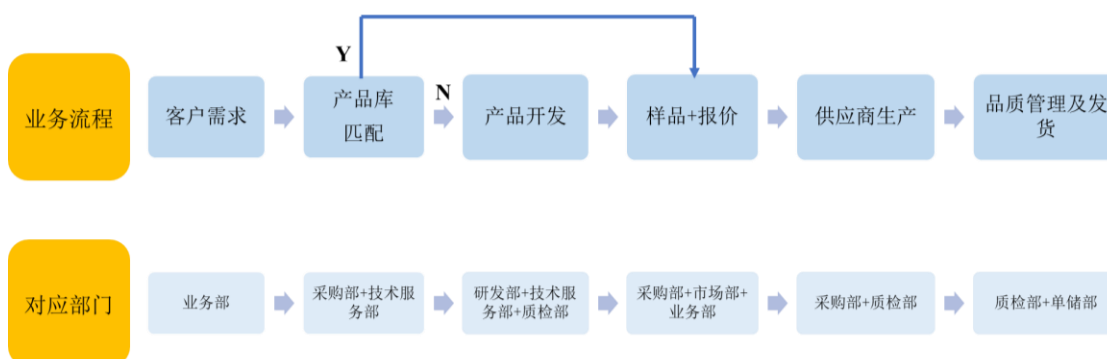 Y
N
业务流程
客户需求
产品库
匹配
产品开发
样品+报价
供应商生产
品质管理及发
货
对应部门
业务部
采购部+技术服
务部
研发部+技术服
务部+质检部
采购部+市场部+
业务部
采购部+质检部
质检部+单储部